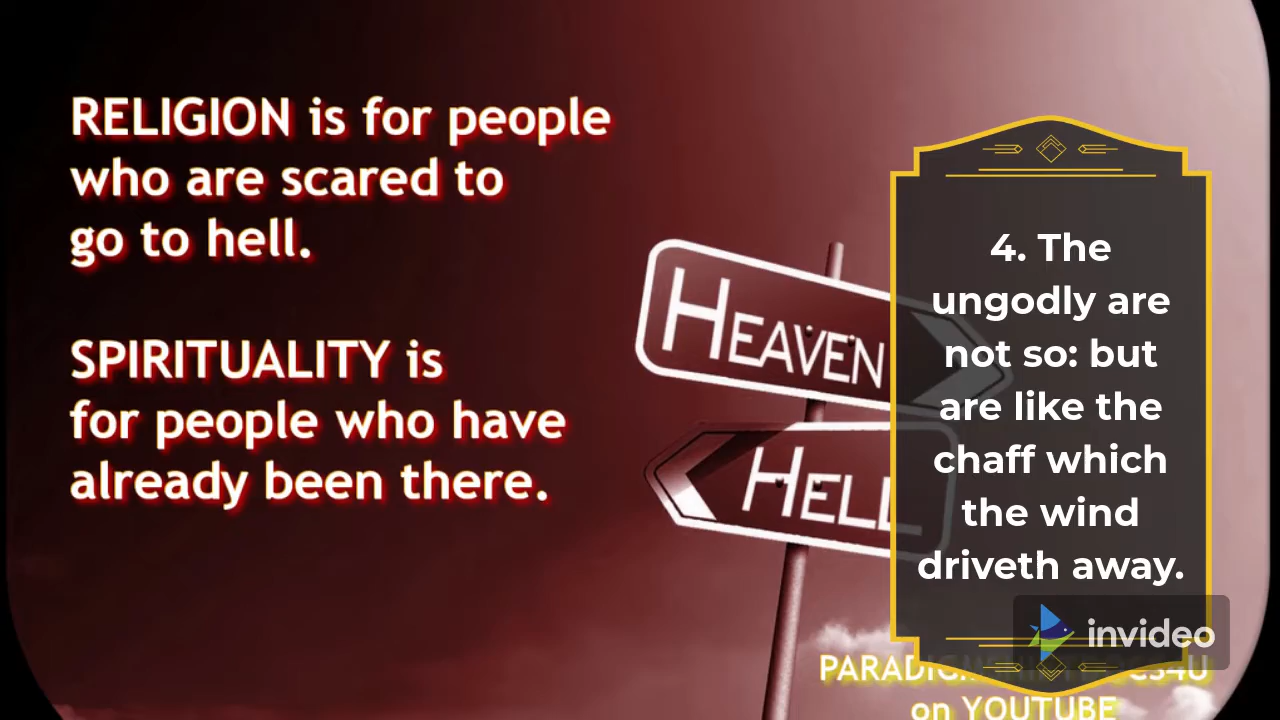 RELIGION is for people
who are scared to
go to hell.
SPIRITUALITY is
for people who have
already been there.
HEAVEN
HELL
4. The
ungodly are
not so: but
are like the
chaff which
the wind
driveth away.
invideo
on YOUTUBE